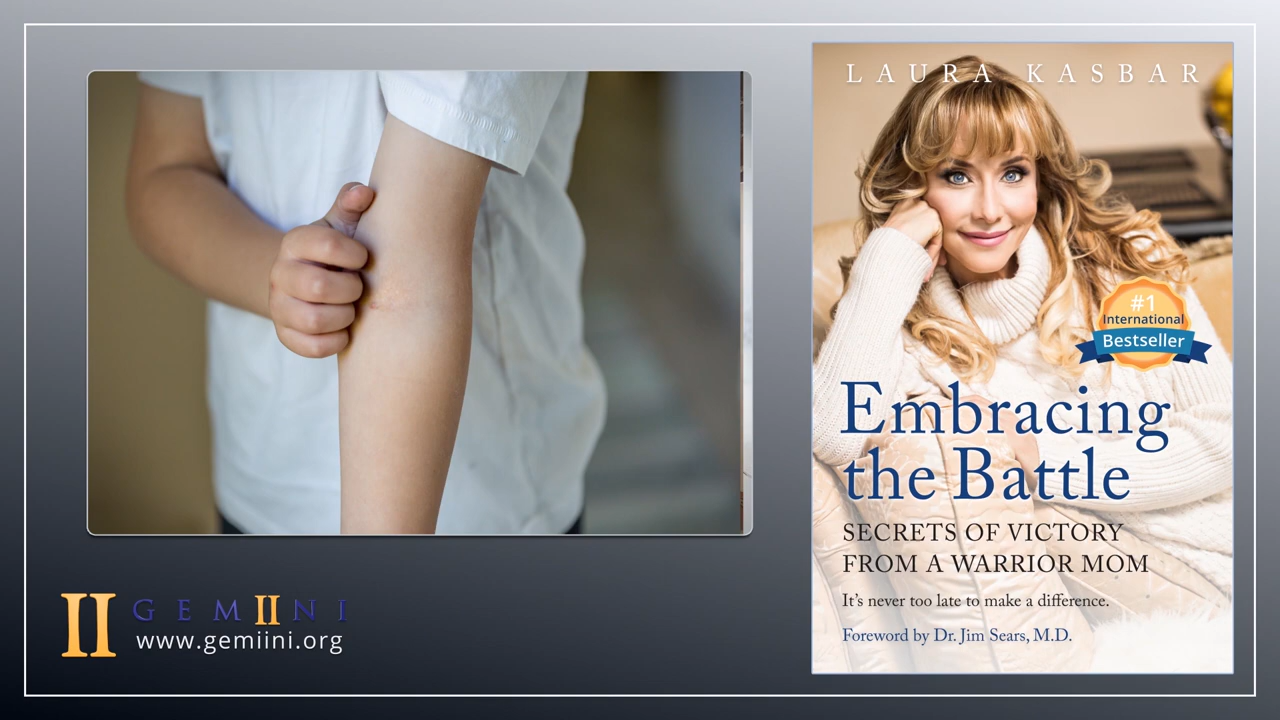 LAURA KASBAR
#1
International
Bestseller
Embracing
the Battle
SECRETS OF VICTORY
FROM A WARRIOR MOM
It's never too late to make a difference.
Foreword by Dr. Jim Sears, M.D.
II GEMIINI
www.gemiini.org